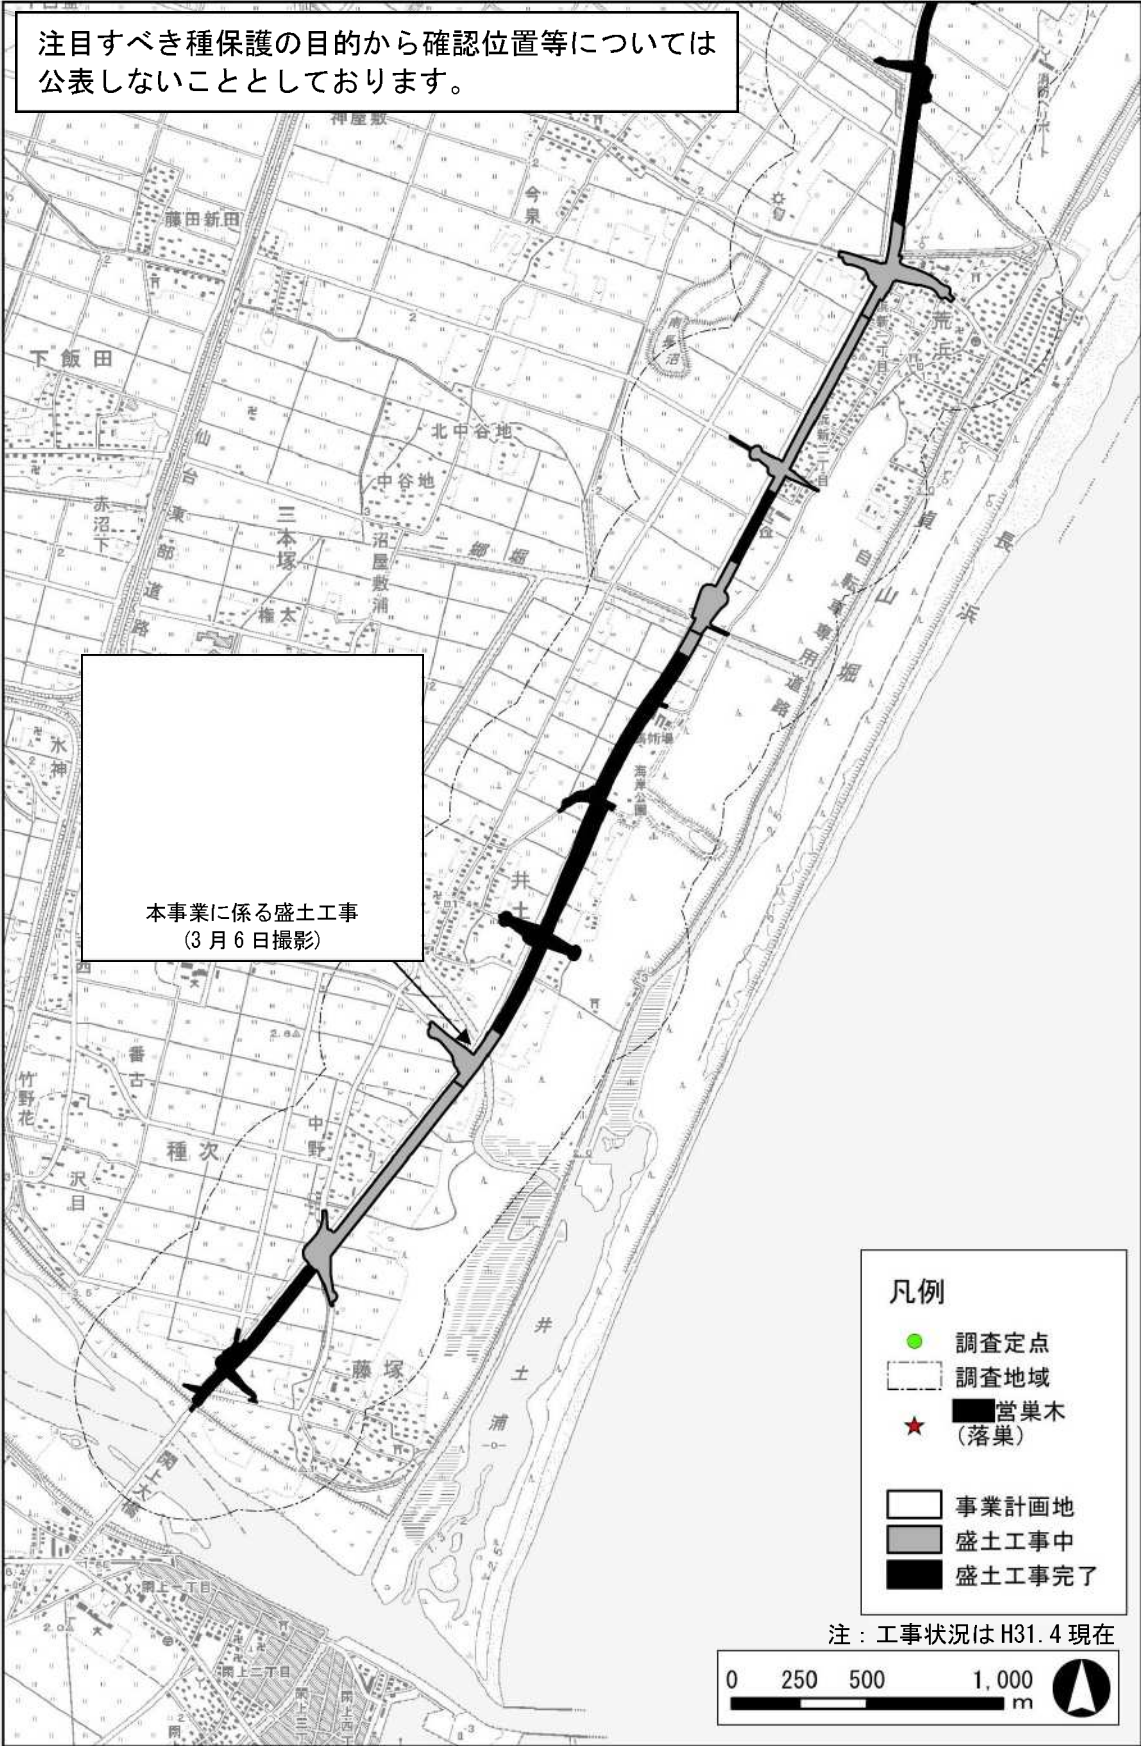 注目すべき種保護の目的から確認位置等については
公表しないこととしております。
神屋敷
今泉
藤田新田
消防ヘリポート
南長沼
荒浜
下飯田
北中谷地
中谷地
仙台東部道路
赤沼下
三本塚
沼屋敷浦
二郷堀
権太
貞山堀
長浜
自転車専用道路
水神
海岸公園
井土
本事業に係る盛土工事
(3月6日撮影)
番古
竹野花
中野
種次
沢目
藤塚
井土浦
閖上大橋
閖上一丁目
閖上二丁目
凡例
調査定点
調査地域
営巣木
(落巣)
事業計画地
盛土工事中
盛土工事完了
注：工事状況はH31.4現在
0 250 500 1,000
m